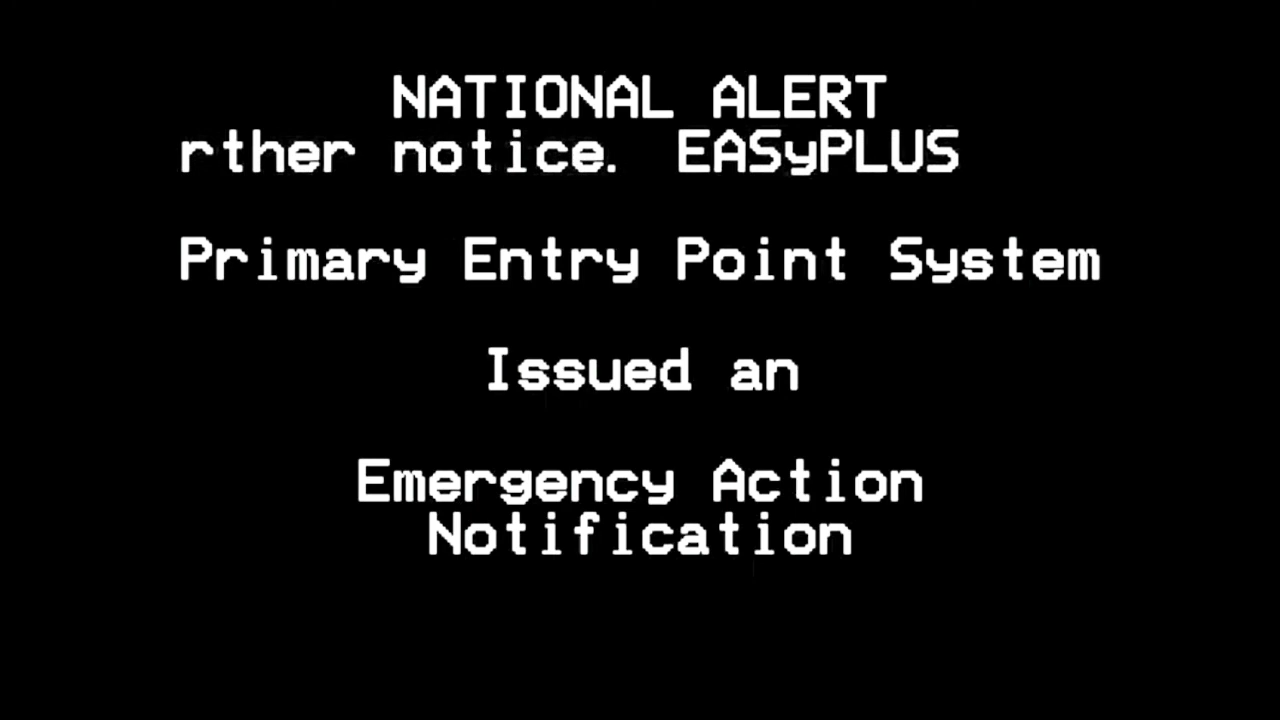 NATIONAL ALERT
rther notice. EASyPLUS
Primary Entry Point System
Issued an
Emergency Action
Notification